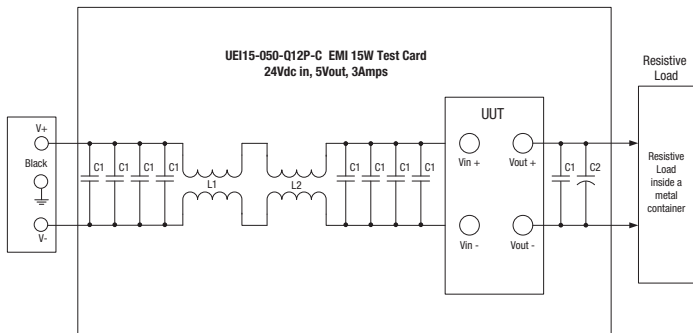 UEI15-050-Q12P-C EMI 15W Test Card
24Vdc in, 5Vout, 3Amps
Resistive
Load
UUT
V+
Black
V-
C1 C1 C1 C1
L1
L2
C1 C1 C1 C1
Vin +
Vout +
Vin -
Vout -
C1 C2
Resistive
Load
inside a
metal
container